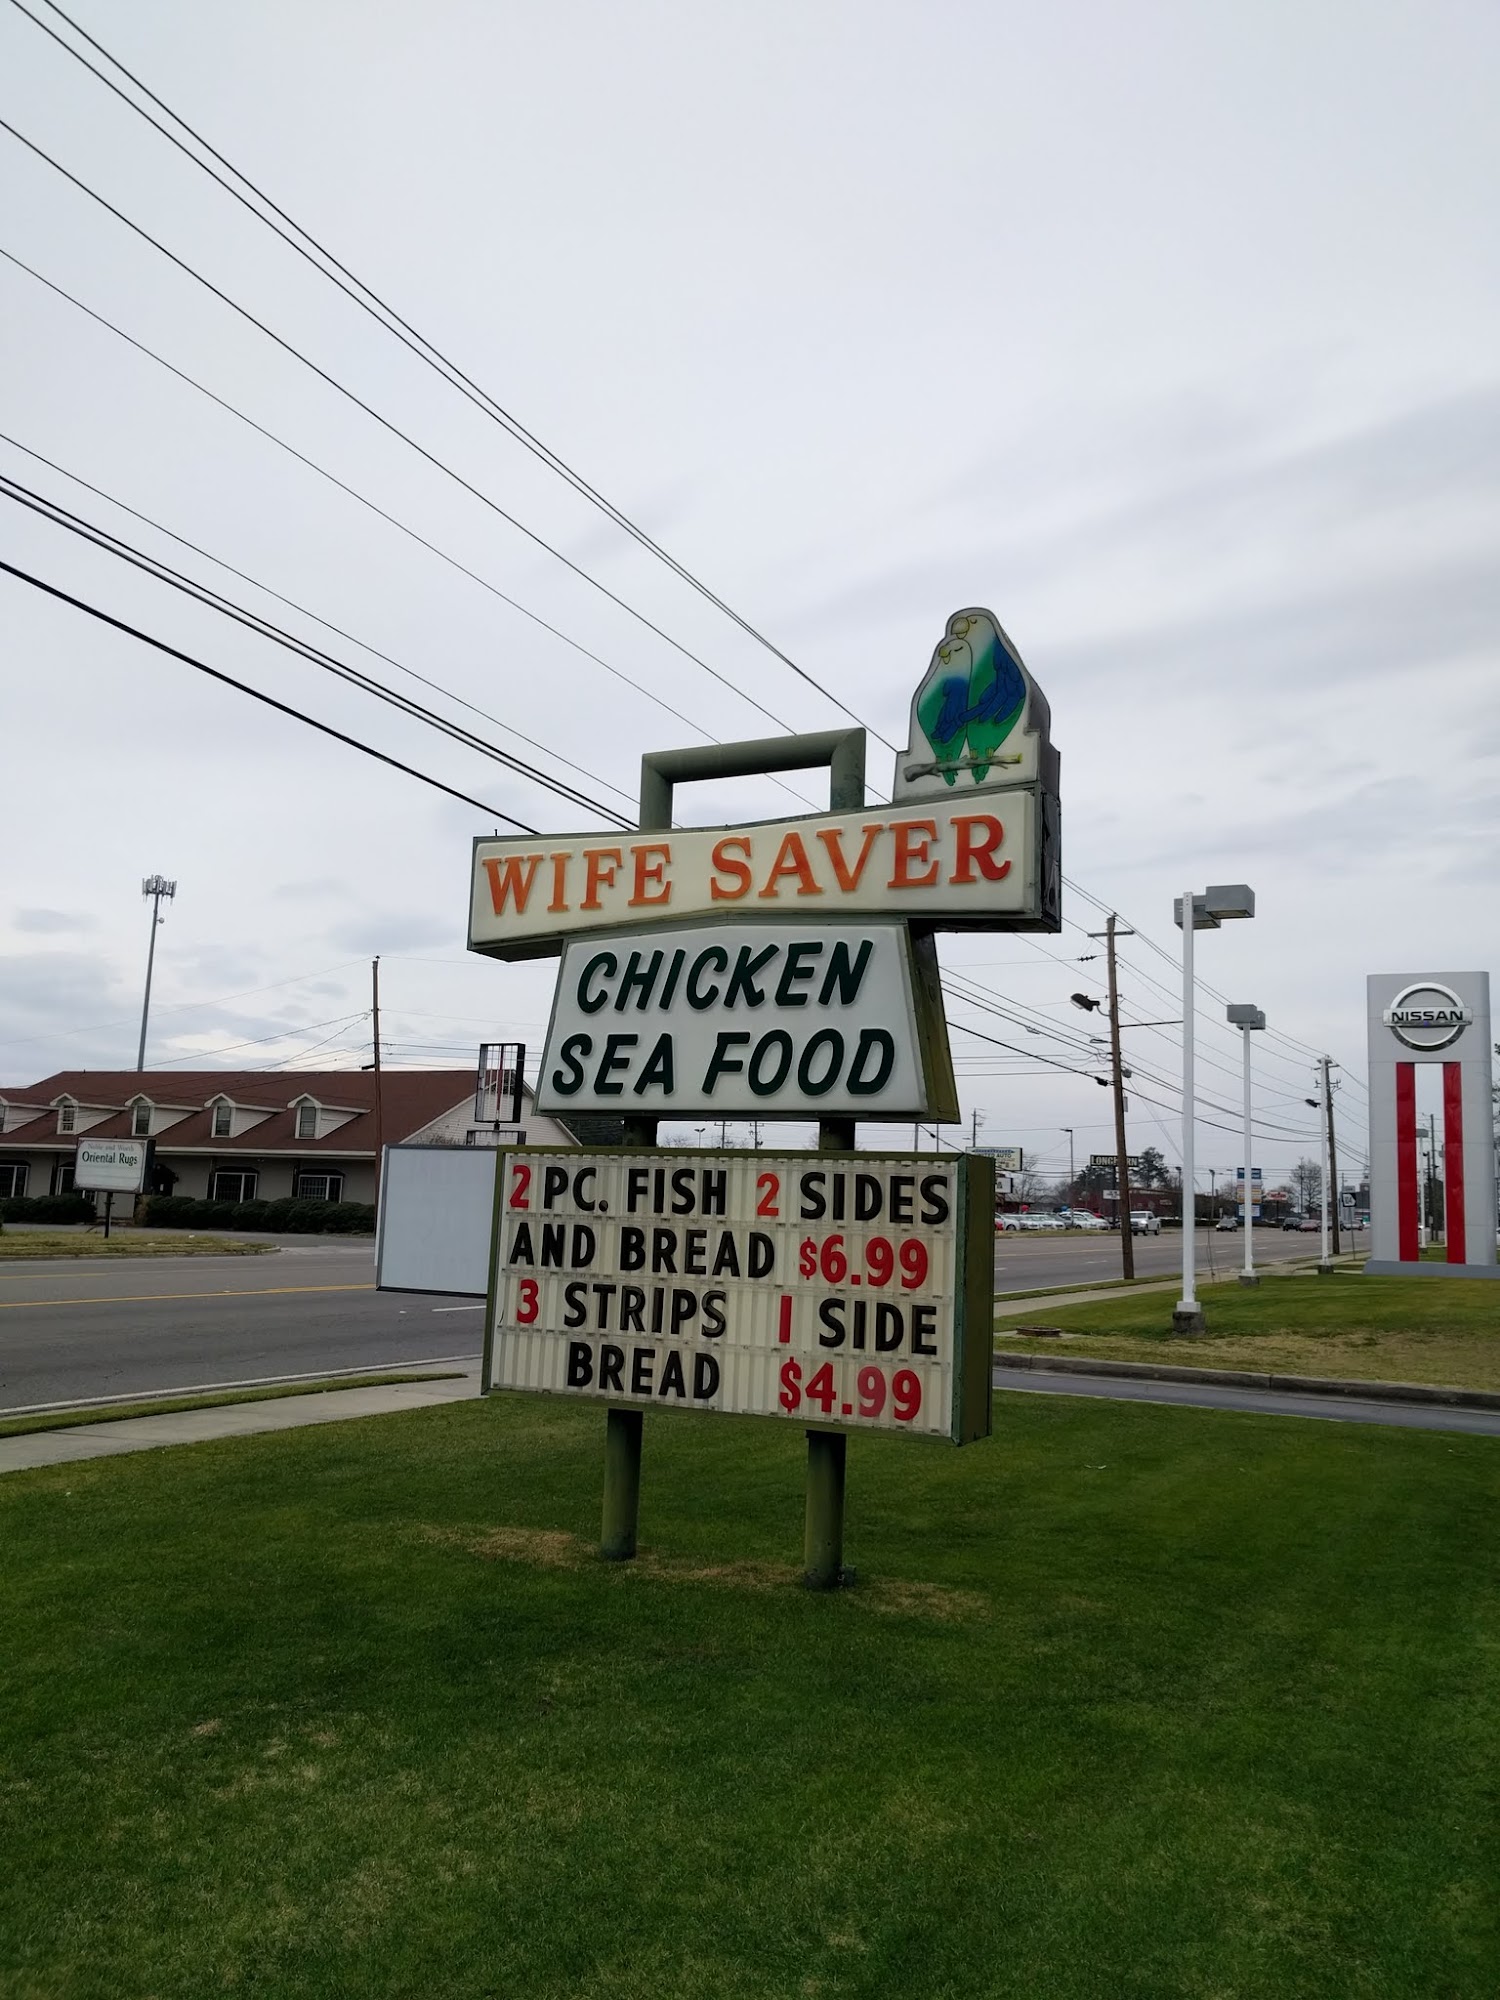 WIFE SAVER
CHICKEN
SEA FOOD
2 PC. FISH 2 SIDES
AND BREAD $6.99
3 STRIPS 1 SIDE
BREAD $4.99
NISSAN
Oriental Rugs
LONGHORN